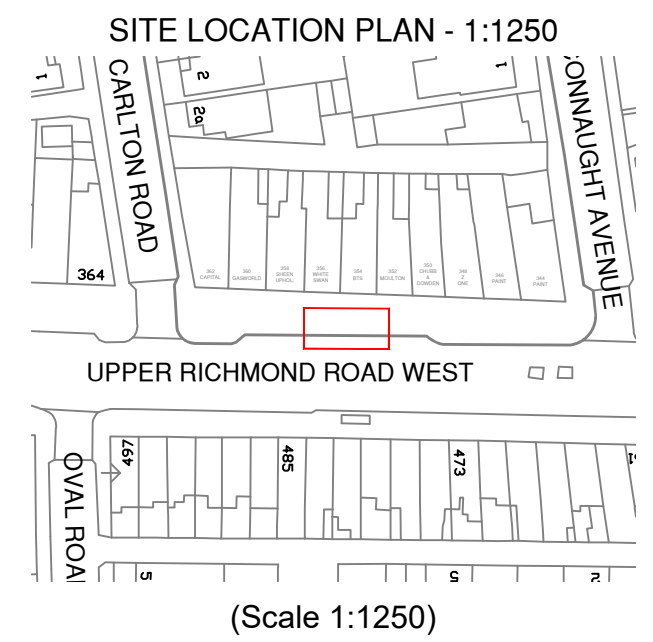 SITE LOCATION PLAN - 1:1250
1
2
1
2a
CARLTON ROAD
CONNAUGHT AVENUE
364
362
CAPITAL
360
GASWORLD
358
SHEEN
UPHOL
356
WHITE
SWAN
354
BTS
352
MOULTON
350
CHUBB
&
DOWDEN
348
Z
ONE
346
PAINT
344
PAINT
UPPER RICHMOND ROAD WEST
497
485
473
OVAL ROA
5
(Scale 1:1250)